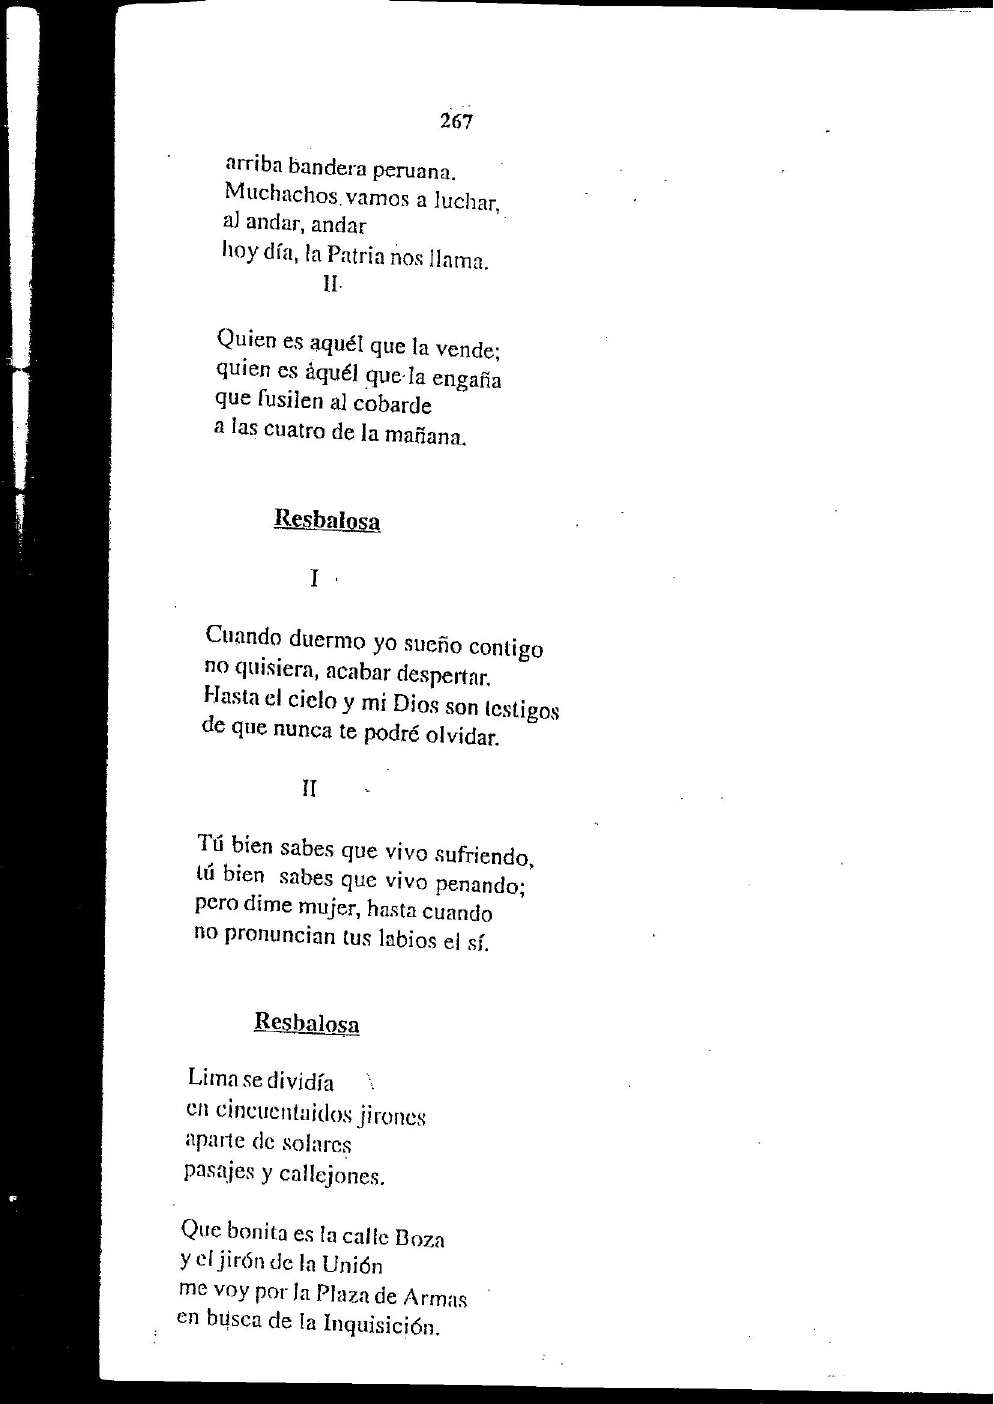 267
arriba bandera peruana.
Muchachos vamos a luchar,
al andar, andar
hoy día, la Patria nos llama.
II
Quien es aquél que la vende;
quien es aquél que la engaña
que fusilen al cobarde
a las cuatro de la mañana.
Resbalosa
I
Cuando duermo yo sueño contigo
no quisiera, acabar despertar.
Hasta el cielo y mi Dios son testigos
de que nunca te podré olvidar.
II
Tú bien sabes que vivo sufriendo,
tú bien sabes que vivo penando;
pero dime mujer, hasta cuando
no pronuncian tus labios el sí.
Resbalosa
Lima se dividía
en cincuentaidos jirones
aparte de solares
pasajes y callejones.
Que bonita es la calle Boza
y el jirón de la Unión
me voy por la Plaza de Armas
en busca de la Inquisición.